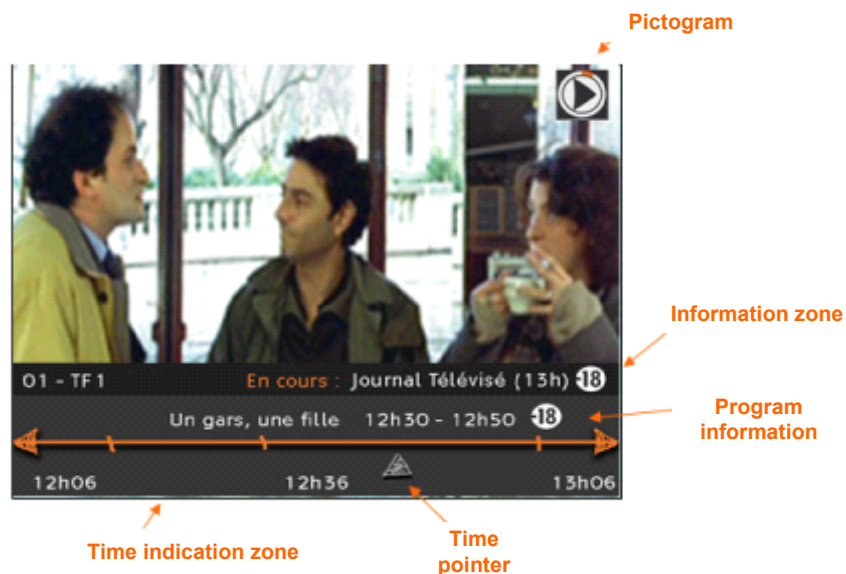 Pictogram
Information zone
01 - TF1 En cours : Journal Télévisé (13h) -18
Un gars, une fille 12h30 - 12h50 -18
Program
information
12h06 12h36 13h06
Time indication zone
Time
pointer